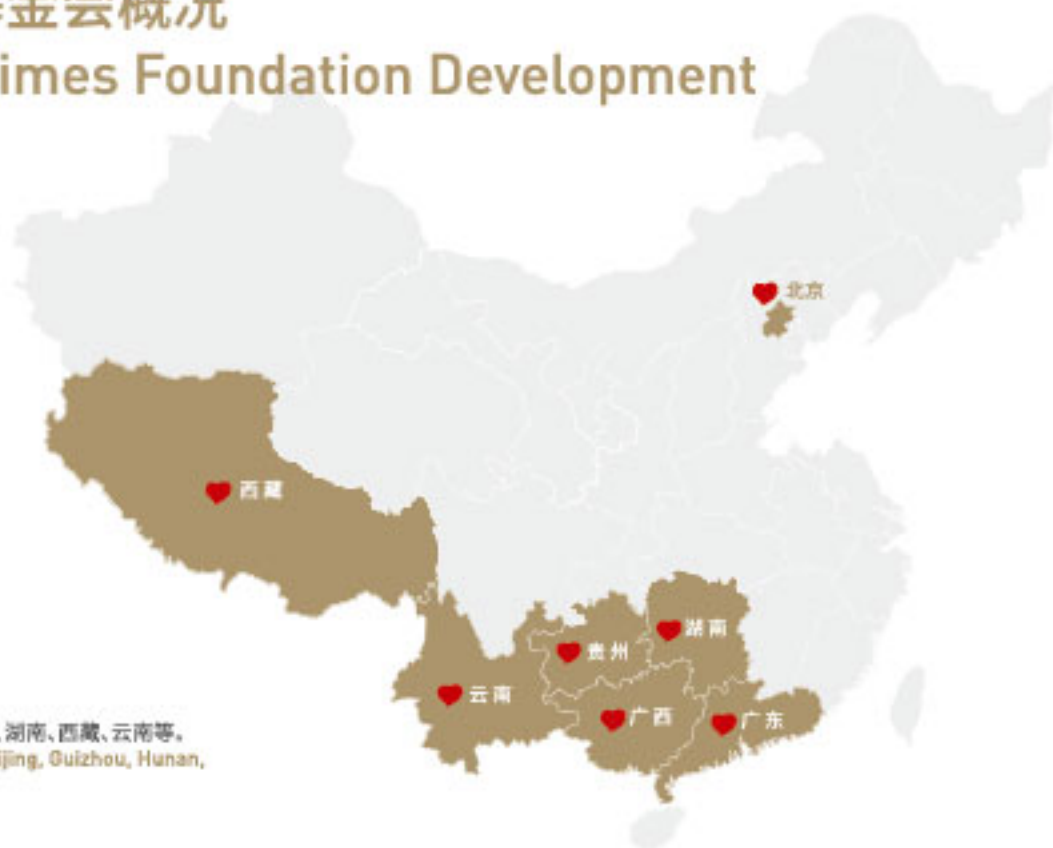 金会概况
imes Foundation Development
北京
西藏
湖南
贵州
云南
广西
广东
、湖南、西藏、云南等。
ijing, Guizhou, Hunan,